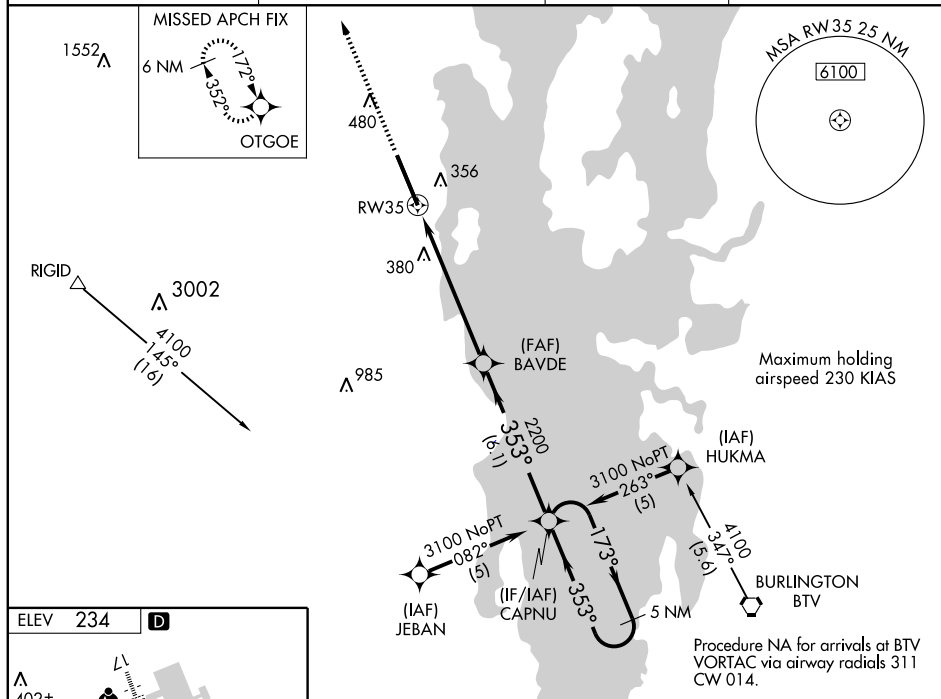 MISSED APCH FIX
6 NM
172°
352°
OTGOE
1552
480
356
RW35
380
MSA RW35 25 NM
6100
RIGID
3002
4100
145°
(16)
985
(FAF)
BAVDE
Maximum holding
airspeed 230 KIAS
2200
353°
(6.1)
(IAF)
HUKMA
3100 NoPT
263°
(5)
3100 NoPT
082°
(5)
173°
353°
4100
347°
(5.6)
(IAF)
JEBAN
(IF/IAF)
CAPNU
5 NM
BURLINGTON
BTV
Procedure NA for arrivals at BTV
VORTAC via airway radials 311
CW 014.
ELEV 234 D
17
402±